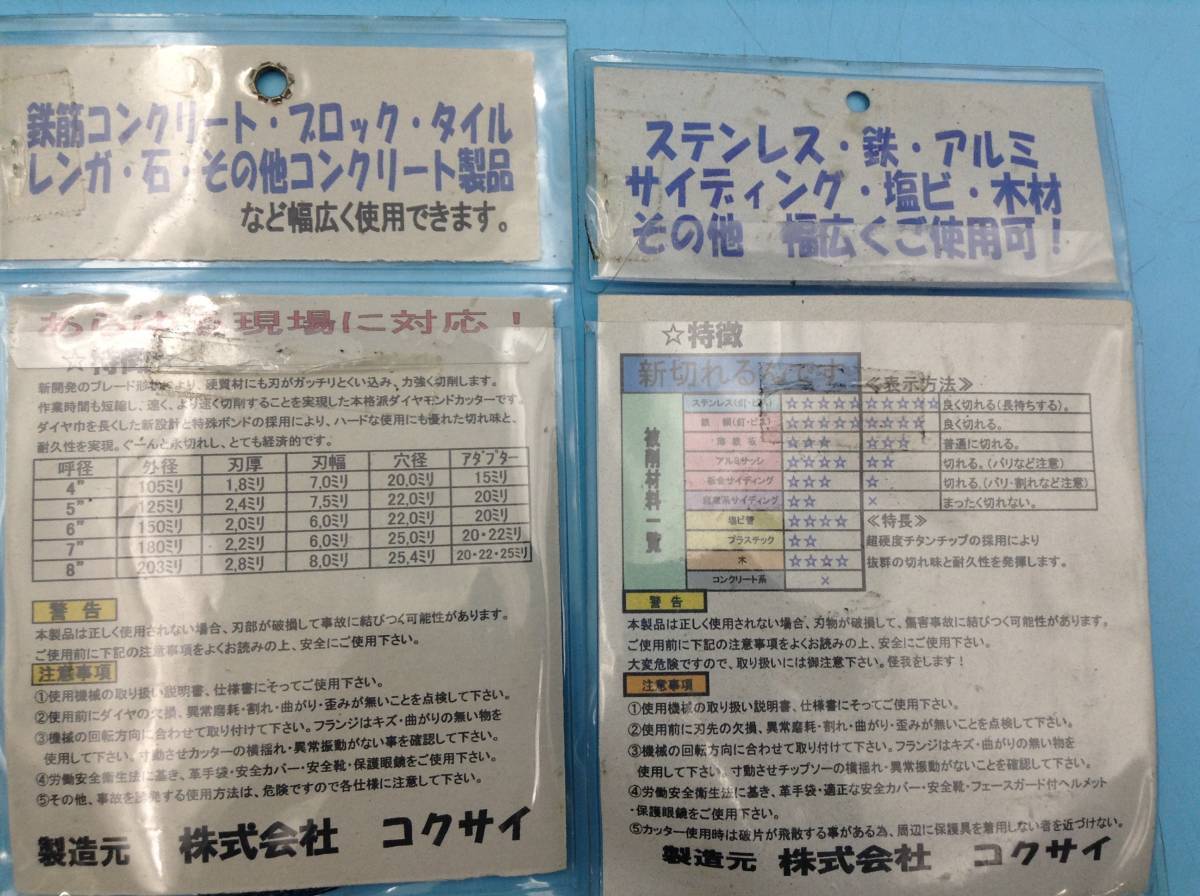 鉄筋コンクリート・ブロック・タイル
レンガ・石・その他コンクリート製品
など幅広く使用できます。
現場に対応！
☆特徴
新開発のブレード形状により、硬質材にも刃がガッチリとくい込み、力強く切削します。
作業時間も短縮し、速く、より速く切削することを実現した本格派ダイヤモンドカッターです。
ダイヤ巾を長くした新設計と特殊ボンドの採用により、ハードな使用にも優れた切れ味と、
耐久性を実現。ぐーんと永切れし、とても経済的です。
呼径 外径 刃厚 刃幅 穴径 アダプター
4” 105ミリ 1,8ミリ 7,0ミリ 20,0ミリ 15ミリ
5” 125ミリ 2,4ミリ 7,5ミリ 22,0ミリ 20ミリ
6” 150ミリ 2,0ミリ 6,0ミリ 22,0ミリ 20ミリ
7” 180ミリ 2,2ミリ 6,0ミリ 25,0ミリ 20・22ミリ
8” 203ミリ 2,8ミリ 8,0ミリ 25,4ミリ 20・22・25ミリ
警告
本製品は正しく使用されない場合、刃部が破損して事故に結びつく可能性があります。
ご使用前に下記の注意事項をよくお読みの上、安全にご使用下さい。
注意事項
①使用機械の取り扱い説明書、仕様書にそってご使用下さい。
②使用前にダイヤの欠損、異常磨耗・割れ・曲がり・歪みが無いことを点検して下さい。
③機械の回転方向に合わせて取り付けて下さい。フランジはキズ・曲がりの無い物を
使用して下さい。寸動させカッターの横揺れ・異常振動がない事を確認して下さい。
④労働安全衛生法に基き、革手袋・安全カバー・安全靴・保護眼鏡をご使用下さい。
⑤その他、事故を誘発する使用方法は、危険ですので各仕様に注意して下さい。
製造元 株式会社 コクサイ
ステンレス・鉄・アルミ
サイディング・塩ビ・木材
その他 幅広くご使用可！
☆特徴
新切れるんです
≪表示方法≫
被削材料一覧
ステンレス(釘・ビス) ☆☆☆☆☆ ☆☆☆☆☆ 良く切れる(長持ちする)。
鉄 鋼(釘・ビス) ☆☆☆☆☆ ☆☆☆☆ 良く切れる。
薄鉄板 ☆☆☆ ☆☆☆ 普通に切れる。
アルミサッシ ☆☆☆☆ ☆☆ 切れる。(バリなど注意)
板金サイディング ☆☆☆ ☆ 切れる。(バリ・割れなど注意)
窯業系サイディング ☆☆ × まったく切れない。
塩ビ管 ☆☆☆☆ ≪特長≫
プラスチック ☆☆ 超硬度チタンチップの採用により
木 ☆☆☆☆ 抜群の切れ味と耐久性を発揮します。
コンクリート系 ×
警告
本製品は正しく使用されない場合、刃物が破損して、傷害事故に結びつく可能性があります。
ご使用前に下記の注意事項をよくお読みの上、安全にご使用下さい。
大変危険ですので、取り扱いには御注意下さい。怪我をします！
注意事項
①使用機械の取り扱い説明書、仕様書にそってご使用下さい。
②使用前に刃先の欠損、異常磨耗・割れ・曲がり・歪みが無いことを点検して下さい。
③機械の回転方向に合わせて取り付けて下さい。フランジはキズ・曲がりの無い物を
使用して下さい。寸動させチップソーの横揺れ・異常振動がないことを確認して下さい。
④労働安全衛生法に基き、革手袋・適正な安全カバー・安全靴・フェースガード付ヘルメット
・保護眼鏡をご使用下さい。
⑤カッター使用時は破片が飛散する事がある為、周辺に保護具を着用しない者を近づけない。
製造元 株式会社 コクサイ